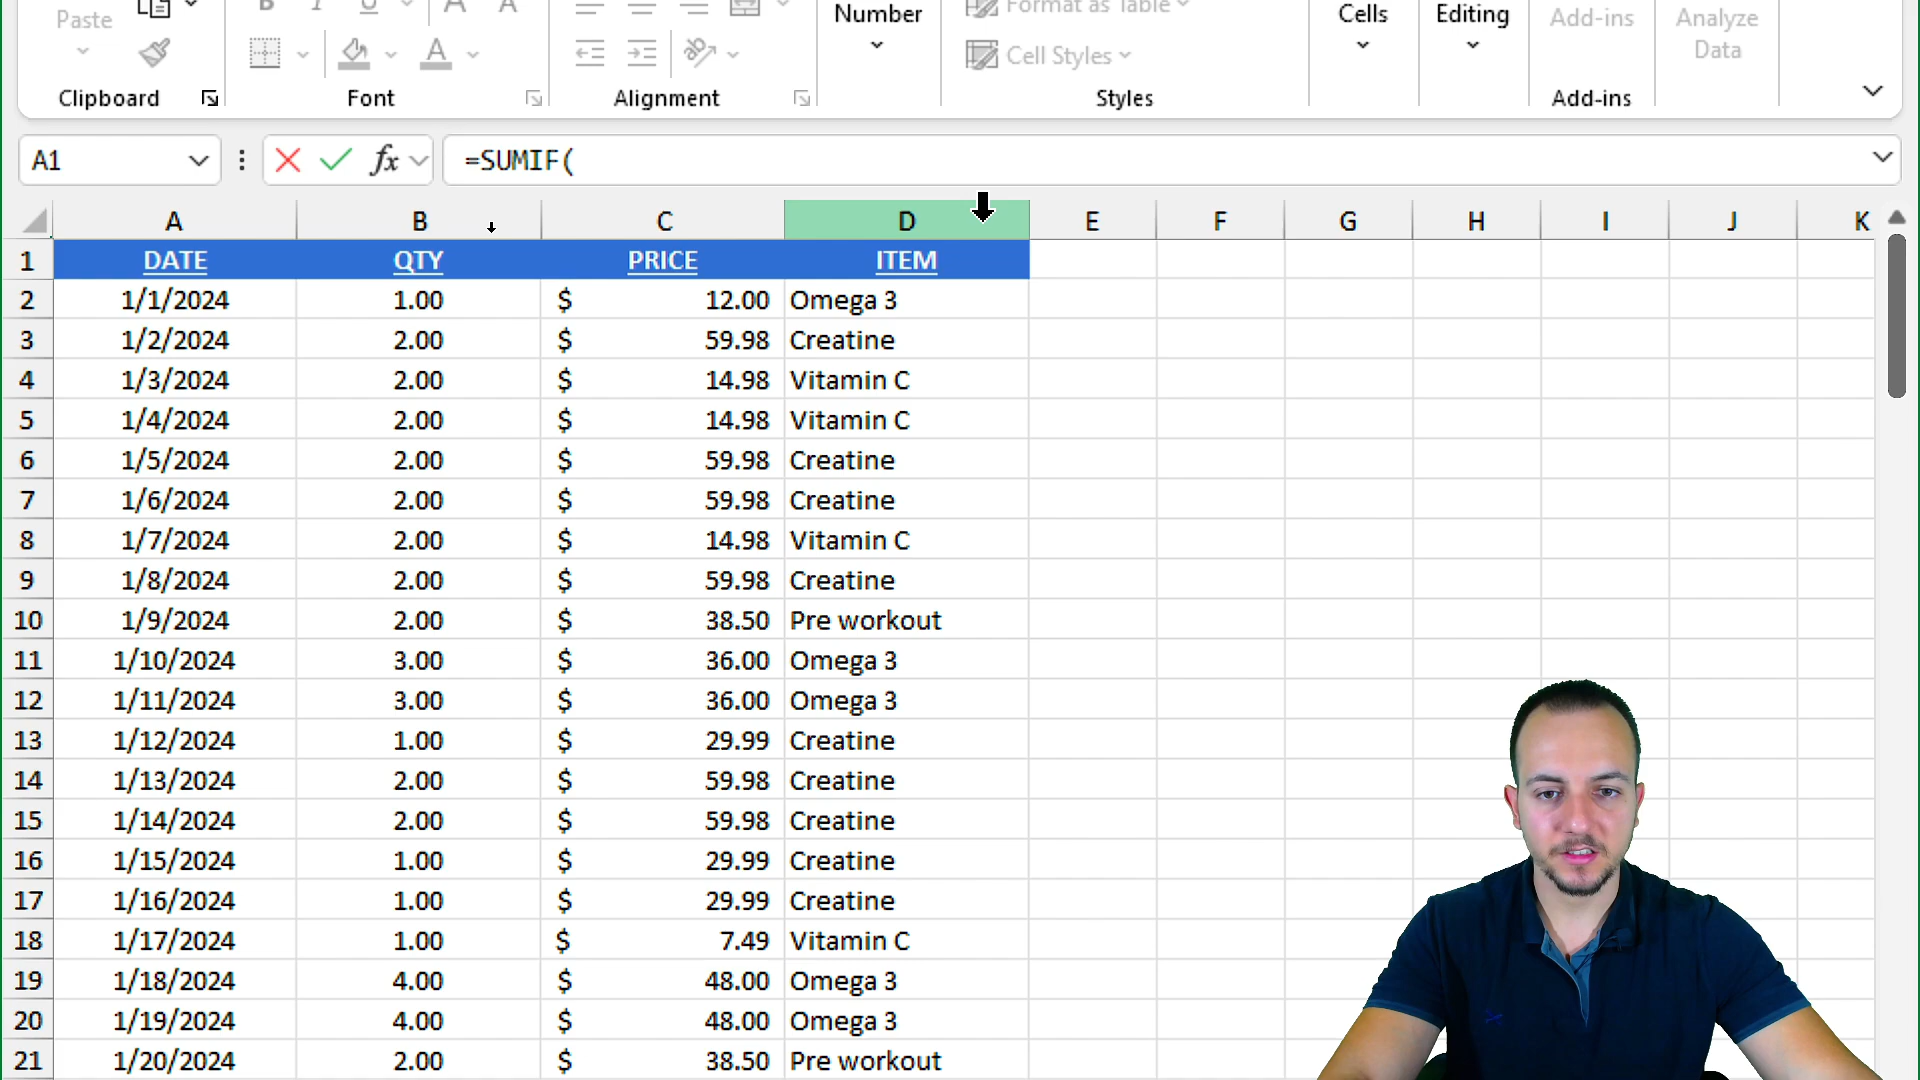 Paste
B I U A A
Number
Format as Table
Cells
Editing
Add-ins
Analyze
Data
A
ab
Cell Styles
Clipboard
Font
Alignment
Styles
Add-ins
A1
fx
=SUMIF(
A B C D E F G H I J K
1 DATE QTY PRICE ITEM
2 1/1/2024 1.00 $ 12.00 Omega 3
3 1/2/2024 2.00 $ 59.98 Creatine
4 1/3/2024 2.00 $ 14.98 Vitamin C
5 1/4/2024 2.00 $ 14.98 Vitamin C
6 1/5/2024 2.00 $ 59.98 Creatine
7 1/6/2024 2.00 $ 59.98 Creatine
8 1/7/2024 2.00 $ 14.98 Vitamin C
9 1/8/2024 2.00 $ 59.98 Creatine
10 1/9/2024 2.00 $ 38.50 Pre workout
11 1/10/2024 3.00 $ 36.00 Omega 3
12 1/11/2024 3.00 $ 36.00 Omega 3
13 1/12/2024 1.00 $ 29.99 Creatine
14 1/13/2024 2.00 $ 59.98 Creatine
15 1/14/2024 2.00 $ 59.98 Creatine
16 1/15/2024 1.00 $ 29.99 Creatine
17 1/16/2024 1.00 $ 29.99 Creatine
18 1/17/2024 1.00 $ 7.49 Vitamin C
19 1/18/2024 4.00 $ 48.00 Omega 3
20 1/19/2024 4.00 $ 48.00 Omega 3
21 1/20/2024 2.00 $ 38.50 Pre workout